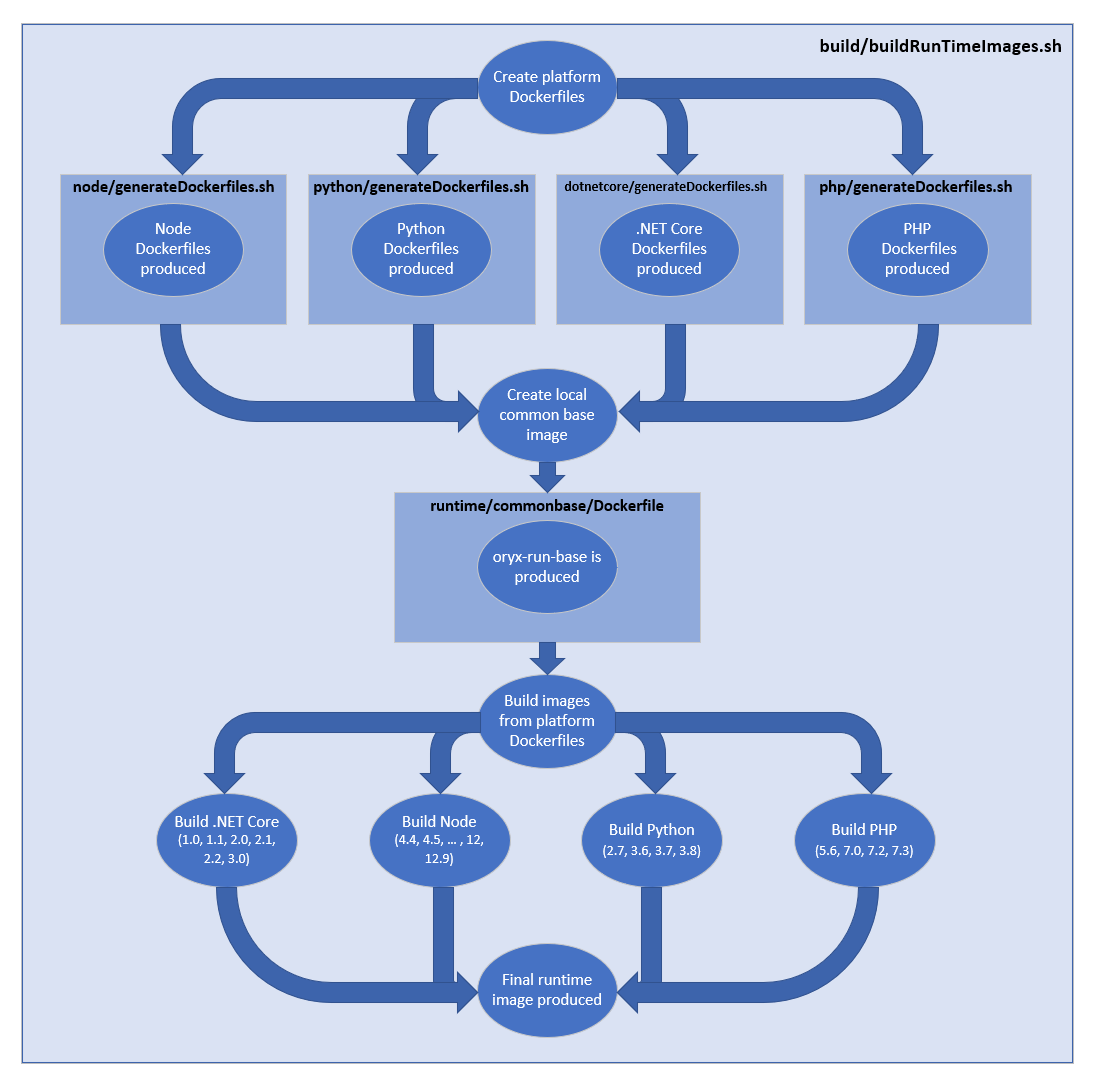 build/buildRunTimeImages.sh
Create platform
Dockerfiles
node/generateDockerfiles.sh
Node
Dockerfiles
produced
python/generateDockerfiles.sh
Python
Dockerfiles
produced
dotnetcore/generateDockerfiles.sh
.NET Core
Dockerfiles
produced
php/generateDockerfiles.sh
PHP
Dockerfiles
produced
Create local
common base
image
runtime/commonbase/Dockerfile
oryx-run-base is
produced
Build images
from platform
Dockerfiles
Build .NET Core
(1.0, 1.1, 2.0, 2.1,
2.2, 3.0)
Build Node
(4.4, 4.5, … , 12,
12.9)
Build Python
(2.7, 3.6, 3.7, 3.8)
Build PHP
(5.6, 7.0, 7.2, 7.3)
Final runtime
image produced